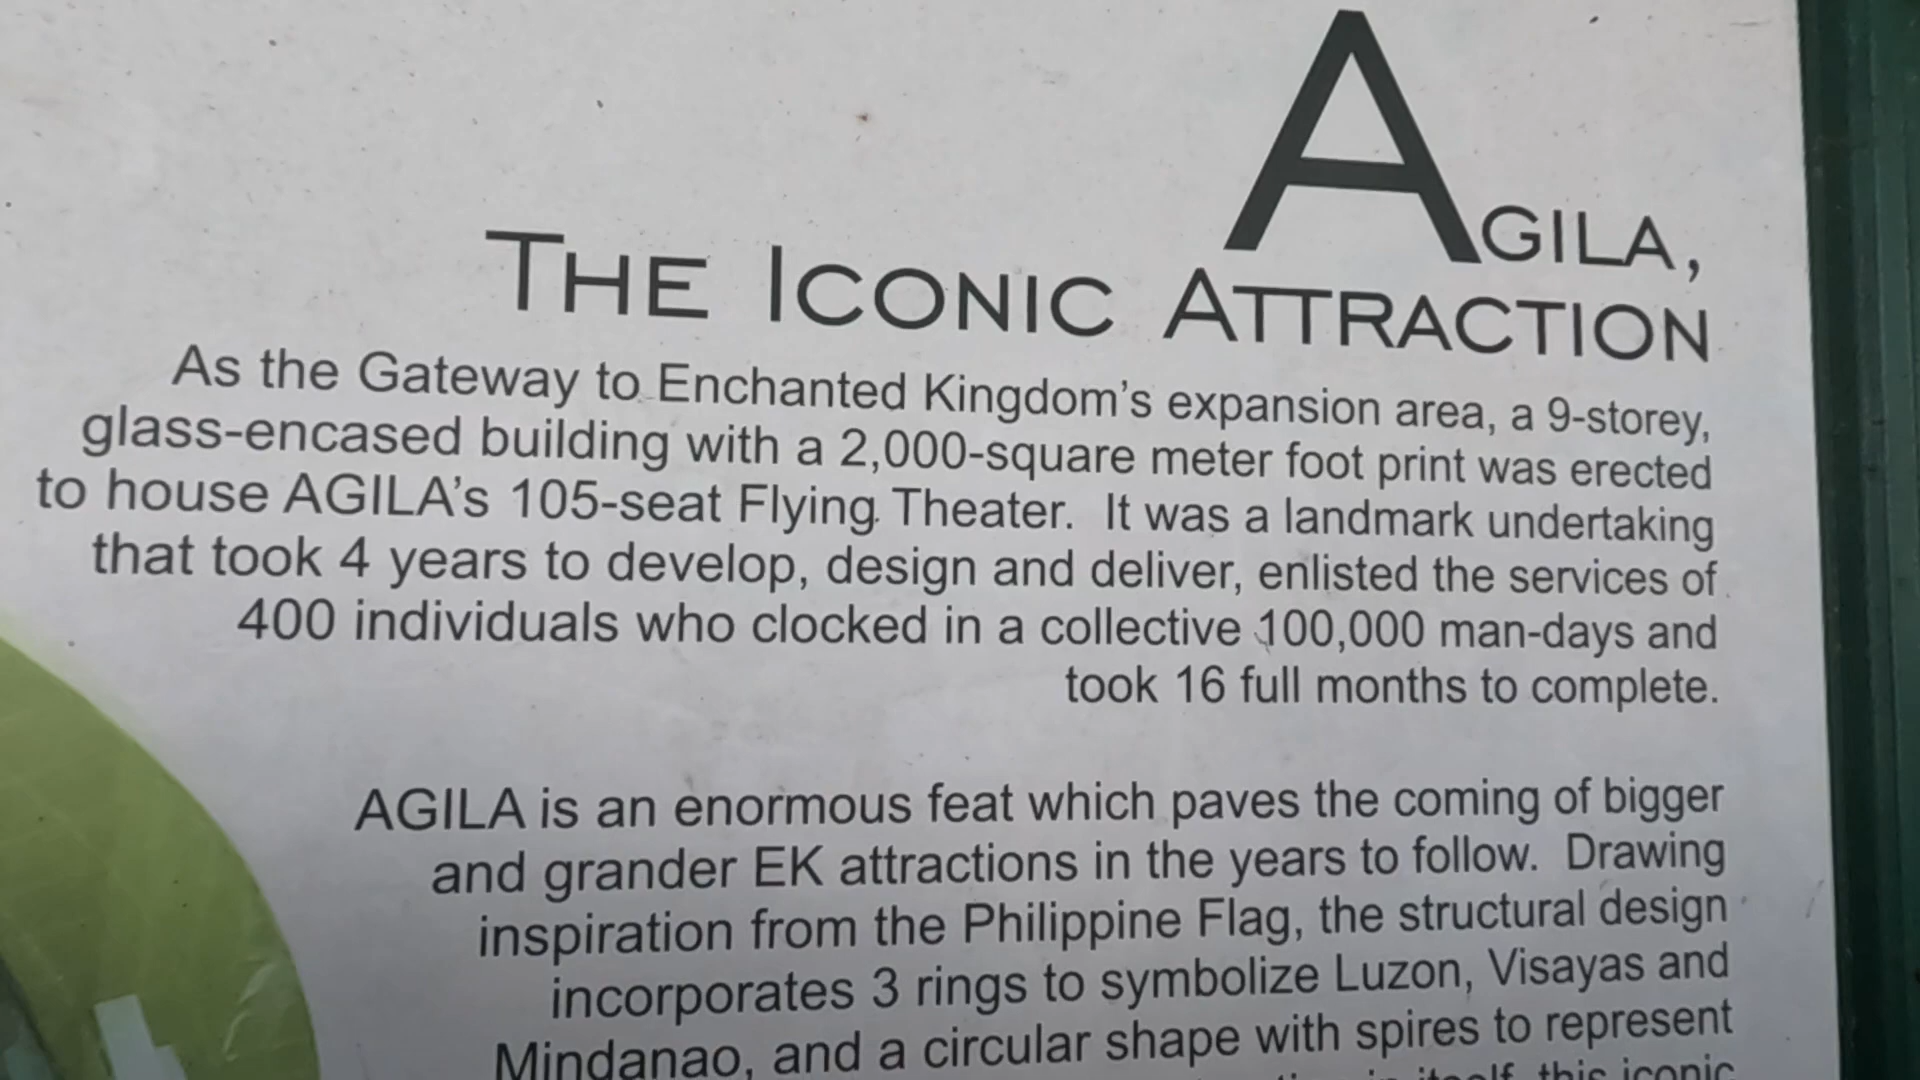 AGILA,
THE ICONIC ATTRACTION
As the Gateway to Enchanted Kingdom's expansion area, a 9-storey,
glass-encased building with a 2,000-square meter foot print was erected
to house AGILA's 105-seat Flying Theater. It was a landmark undertaking
that took 4 years to develop, design and deliver, enlisted the services of
400 individuals who clocked in a collective 100,000 man-days and
took 16 full months to complete.
AGILA is an enormous feat which paves the coming of bigger
and grander EK attractions in the years to follow. Drawing
inspiration from the Philippine Flag, the structural design
incorporates 3 rings to symbolize Luzon, Visayas and
Mindanao, and a circular shape with spires to represent
in itself, this iconic